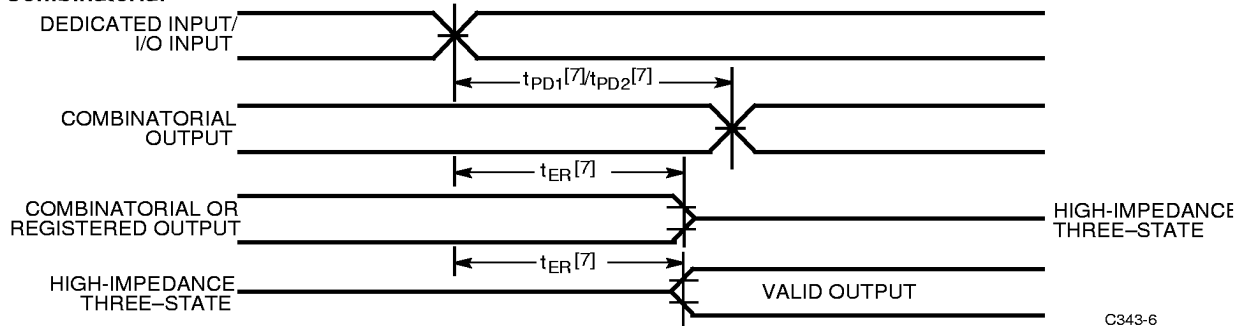 Combinatorial
DEDICATED INPUT/
I/O INPUT
tPD1[7]/tPD2[7]
COMBINATORIAL
OUTPUT
tER[7]
COMBINATORIAL OR
REGISTERED OUTPUT
HIGH-IMPEDANCE
THREE–STATE
tER[7]
HIGH-IMPEDANCE
THREE–STATE
VALID OUTPUT
C343-6